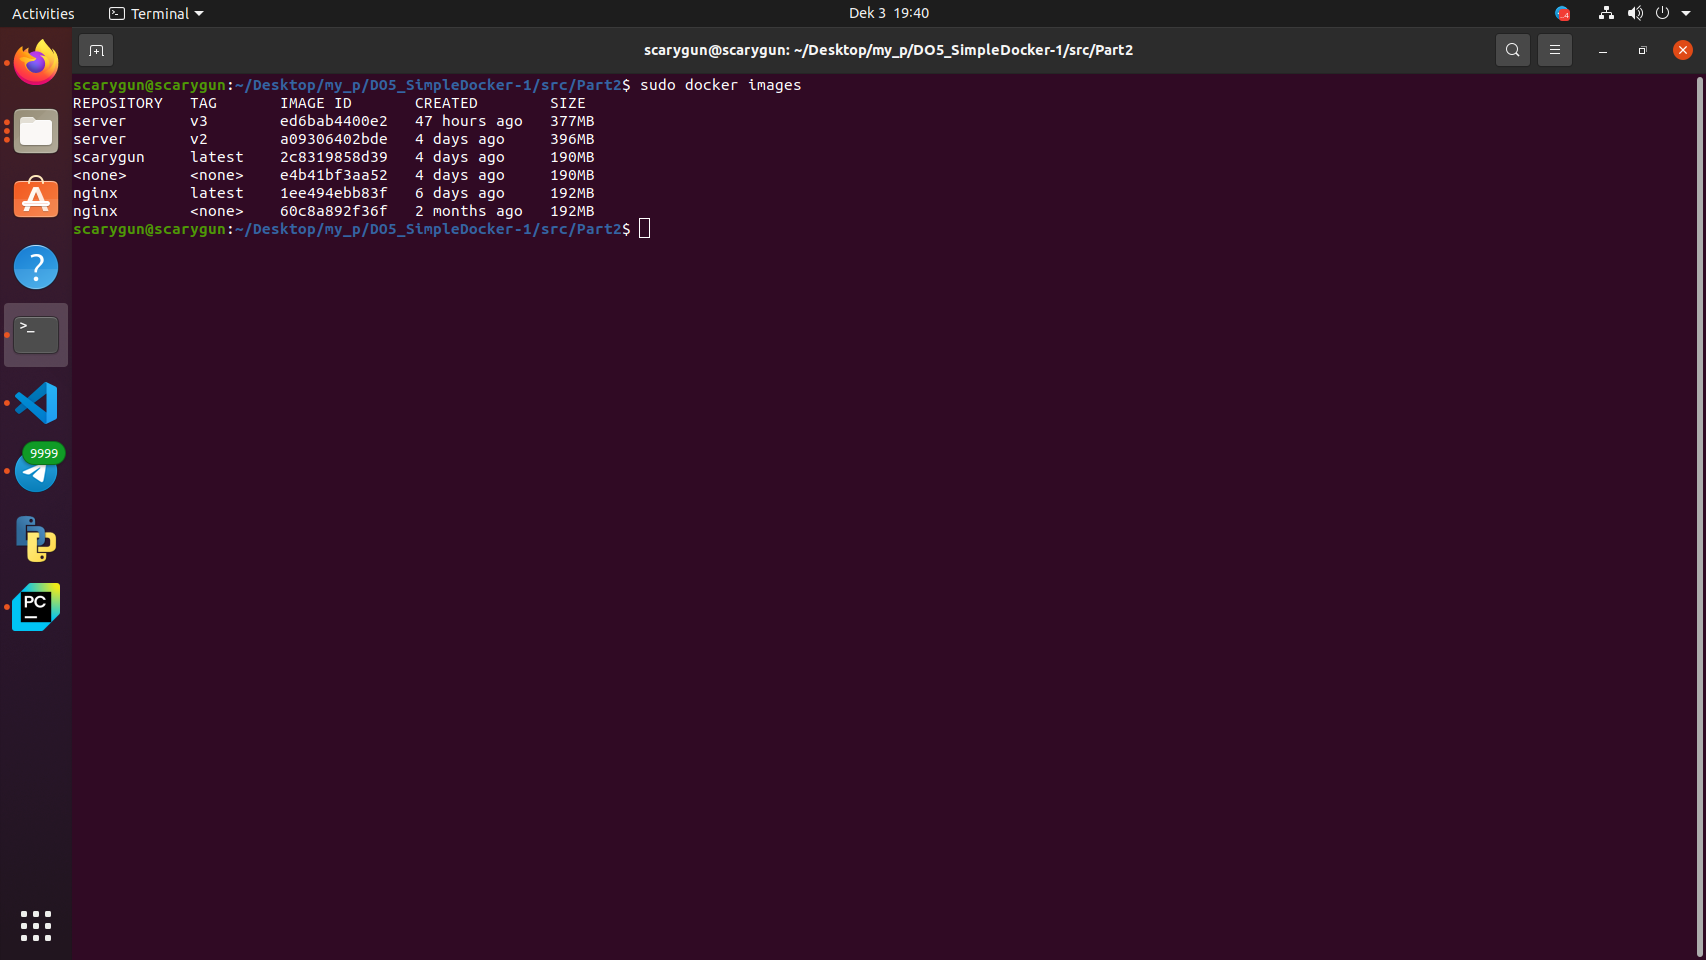 Activities Terminal Dek 3 19:40
scarygun@scarygun: ~/Desktop/my_p/DO5_SimpleDocker-1/src/Part2
scarygun@scarygun:~/Desktop/my_p/DO5_SimpleDocker-1/src/Part2$ sudo docker images
REPOSITORY TAG IMAGE ID CREATED SIZE
server v3 ed6bab4400e2 47 hours ago 377MB
server v2 a09306402bde 4 days ago 396MB
scarygun latest 2c8319858d39 4 days ago 190MB
<none> <none> e4b41bf3aa52 4 days ago 190MB
nginx latest 1ee494ebb83f 6 days ago 192MB
nginx <none> 60c8a892f36f 2 months ago 192MB
scarygun@scarygun:~/Desktop/my_p/DO5_SimpleDocker-1/src/Part2$
?
>_
9999
PC